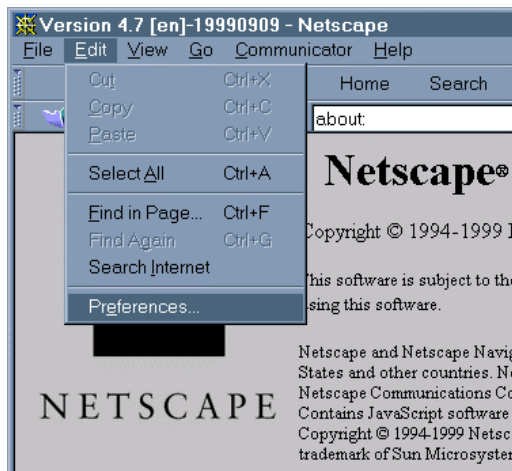 Version 4.7 [en]-19990909 - Netscape
File Edit View Go Communicator Help
Cut Ctrl+X
Home Search
Copy Ctrl+C
about:
Paste Ctrl+V
Select All Ctrl+A
Netscape®
Find in Page... Ctrl+F
Copyright © 1994-1999
Find Again Ctrl+G
Search Internet
This software is subject to the
Preferences...
using this software.
Netscape and Netscape Navig
States and other countries. N
Netscape Communications Co
Contains JavaScript software
Copyright © 1994-1999 Netsc
trademark of Sun Microsyster
NETSCAPE